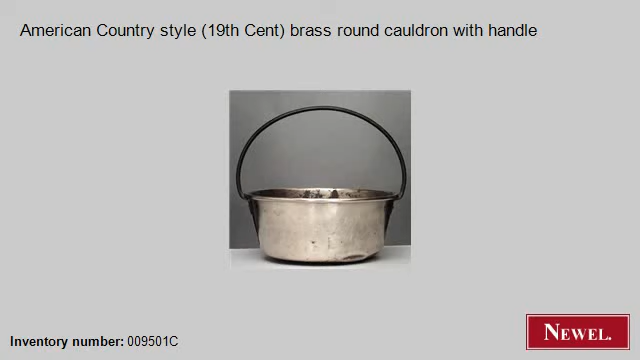 American Country style (19th Cent) brass round cauldron with handle
Inventory number: 009501C
NEWEL.